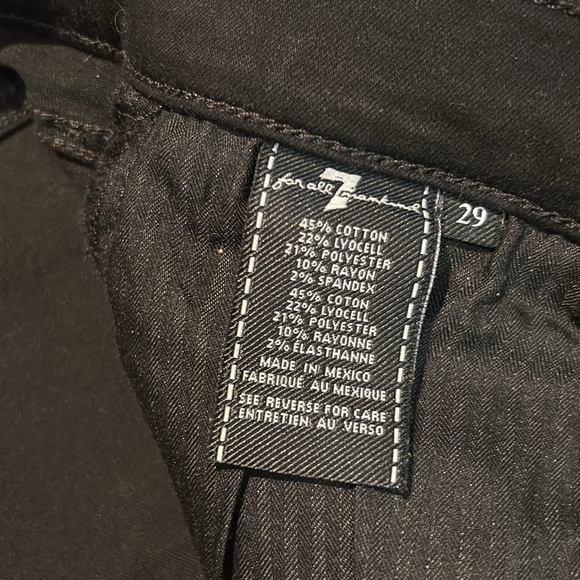 for all 7 mankind
29
45% COTTON
22% LYOCELL
21% POLYESTER
10% RAYON
2% SPANDEX
45% COTON
22% LYOCELL
21% POLYESTER
10% RAYONNE
2% ÉLASTHANNE
MADE IN MEXICO
FABRIQUÉ AU MEXIQUE
SEE REVERSE FOR CARE
ENTRETIEN AU VERSO